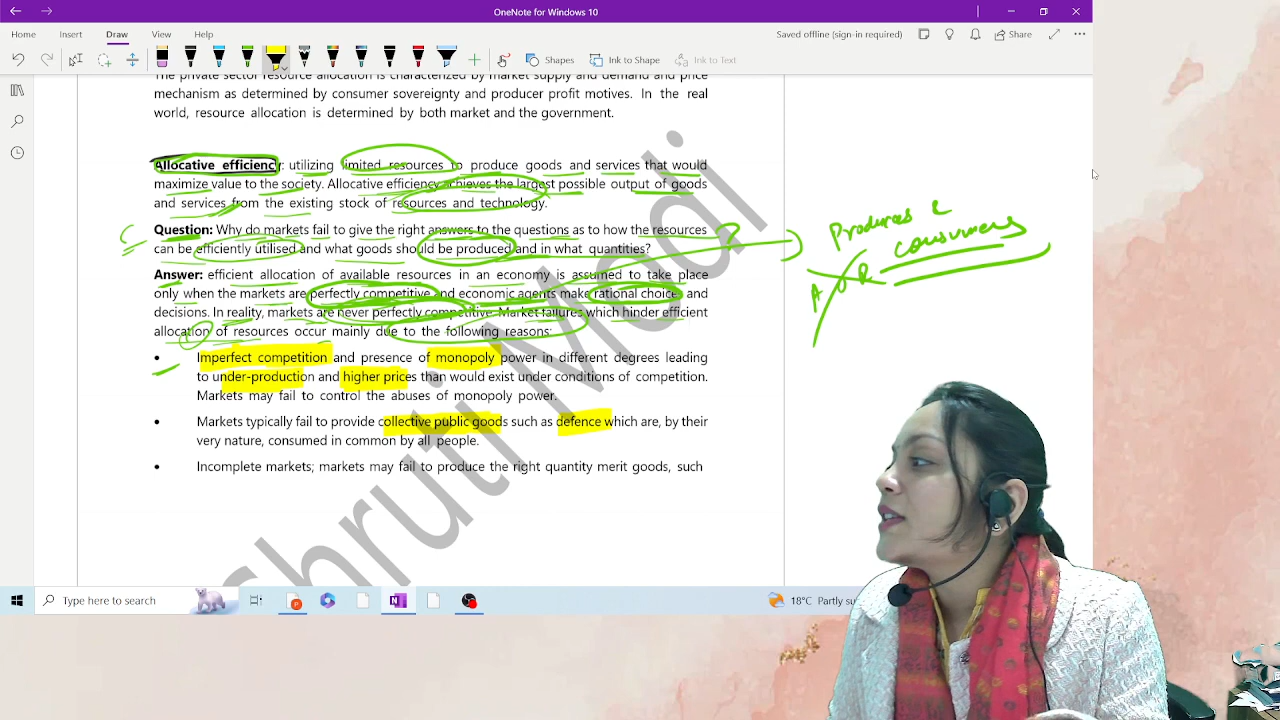 OneNote for Windows 10
Home Insert Draw View Help Saved offline (sign-in required) Share
Shapes Ink to Shape Ink to Text
The private sector resource allocation is characterized by market supply and demand and price
mechanism as determined by consumer sovereignty and producer profit motives. In the real
world, resource allocation is determined by both market and the government.
Allocative efficiency: utilizing limited resources to produce goods and services that would
maximize value to the society. Allocative efficiency achieves the largest possible output of goods
and services from the existing stock of resources and technology.
Question: Why do markets fail to give the right answers to the questions as to how the resources
can be efficiently utilised and what goods should be produced and in what quantities?
Answer: efficient allocation of available resources in an economy is assumed to take place
only when the markets are perfectly competitive and economic agents make rational choices and
decisions. In reality, markets are never perfectly competitive. Market failures which hinder efficient
allocation of resources occur mainly due to the following reasons:
• Imperfect competition and presence of monopoly power in different degrees leading
to under-production and higher prices than would exist under conditions of competition.
Markets may fail to control the abuses of monopoly power.
• Markets typically fail to provide collective public goods such as defence which are, by their
very nature, consumed in common by all people.
• Incomplete markets; markets may fail to produce the right quantity merit goods, such
Produces &
consumers
A R
Shruti Modi
Type here to search
18°C Partly su